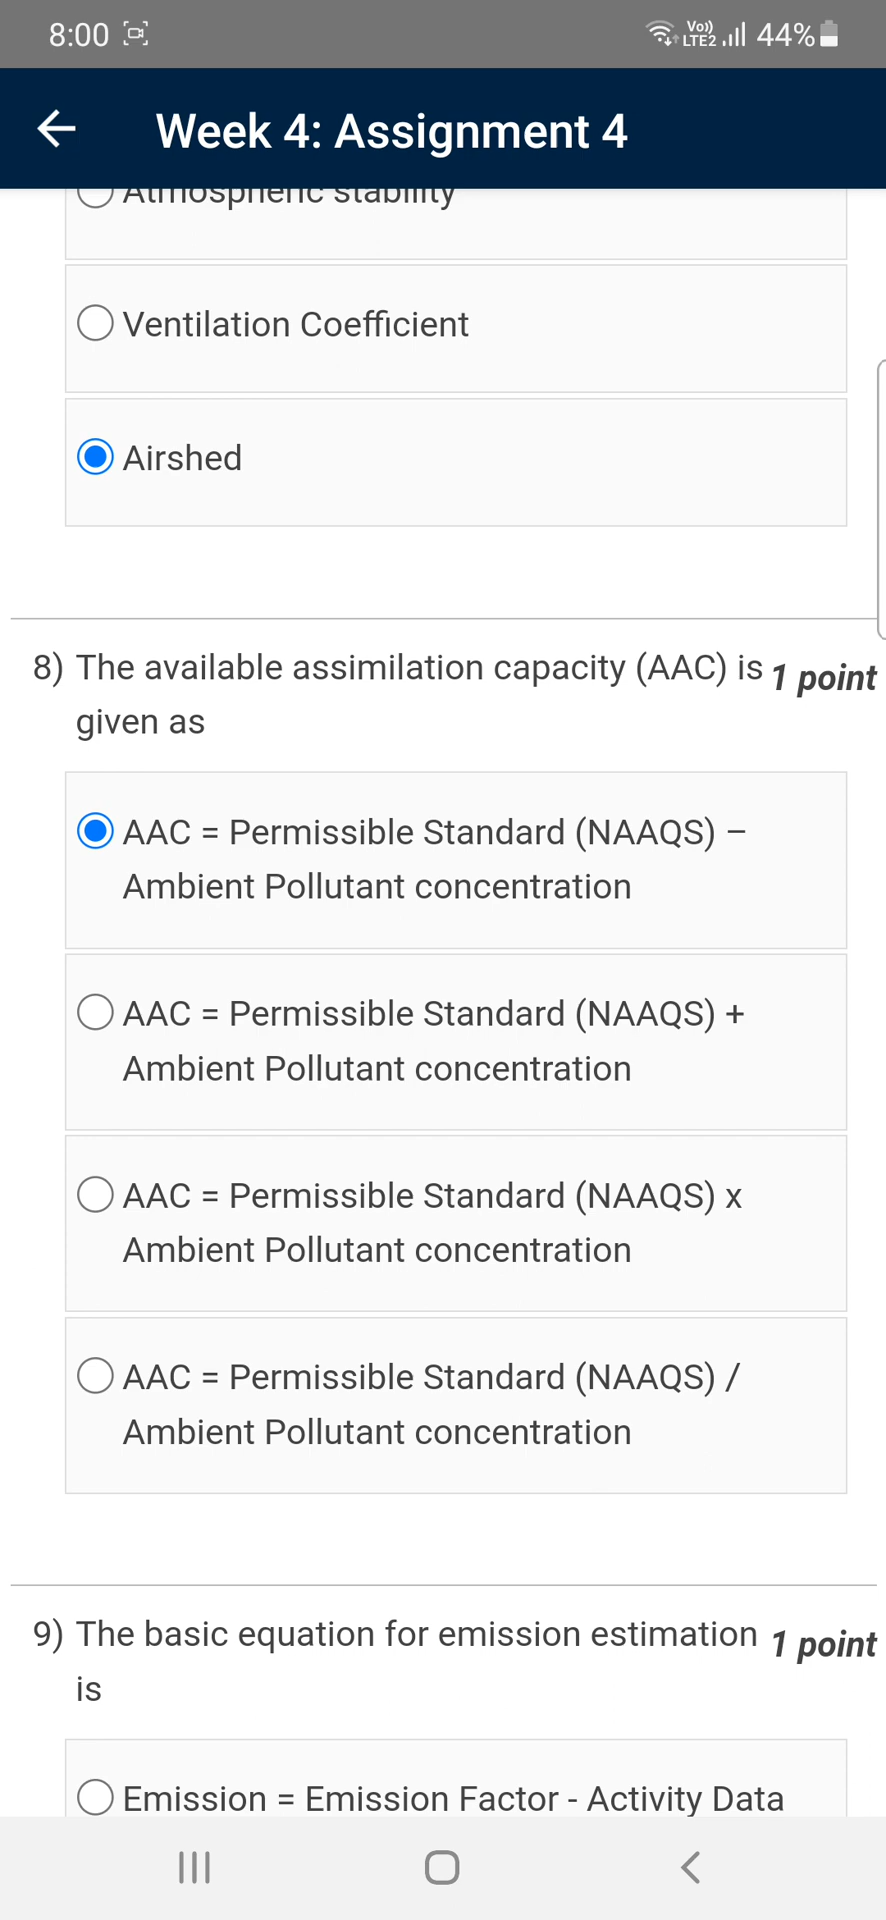 8:00
Vo)) LTE2 44%
Week 4: Assignment 4
Atmospheric stability
Ventilation Coefficient
Airshed
8) The available assimilation capacity (AAC) is 1 point
given as
AAC = Permissible Standard (NAAQS) –
Ambient Pollutant concentration
AAC = Permissible Standard (NAAQS) +
Ambient Pollutant concentration
AAC = Permissible Standard (NAAQS) x
Ambient Pollutant concentration
AAC = Permissible Standard (NAAQS) /
Ambient Pollutant concentration
9) The basic equation for emission estimation 1 point
is
Emission = Emission Factor - Activity Data